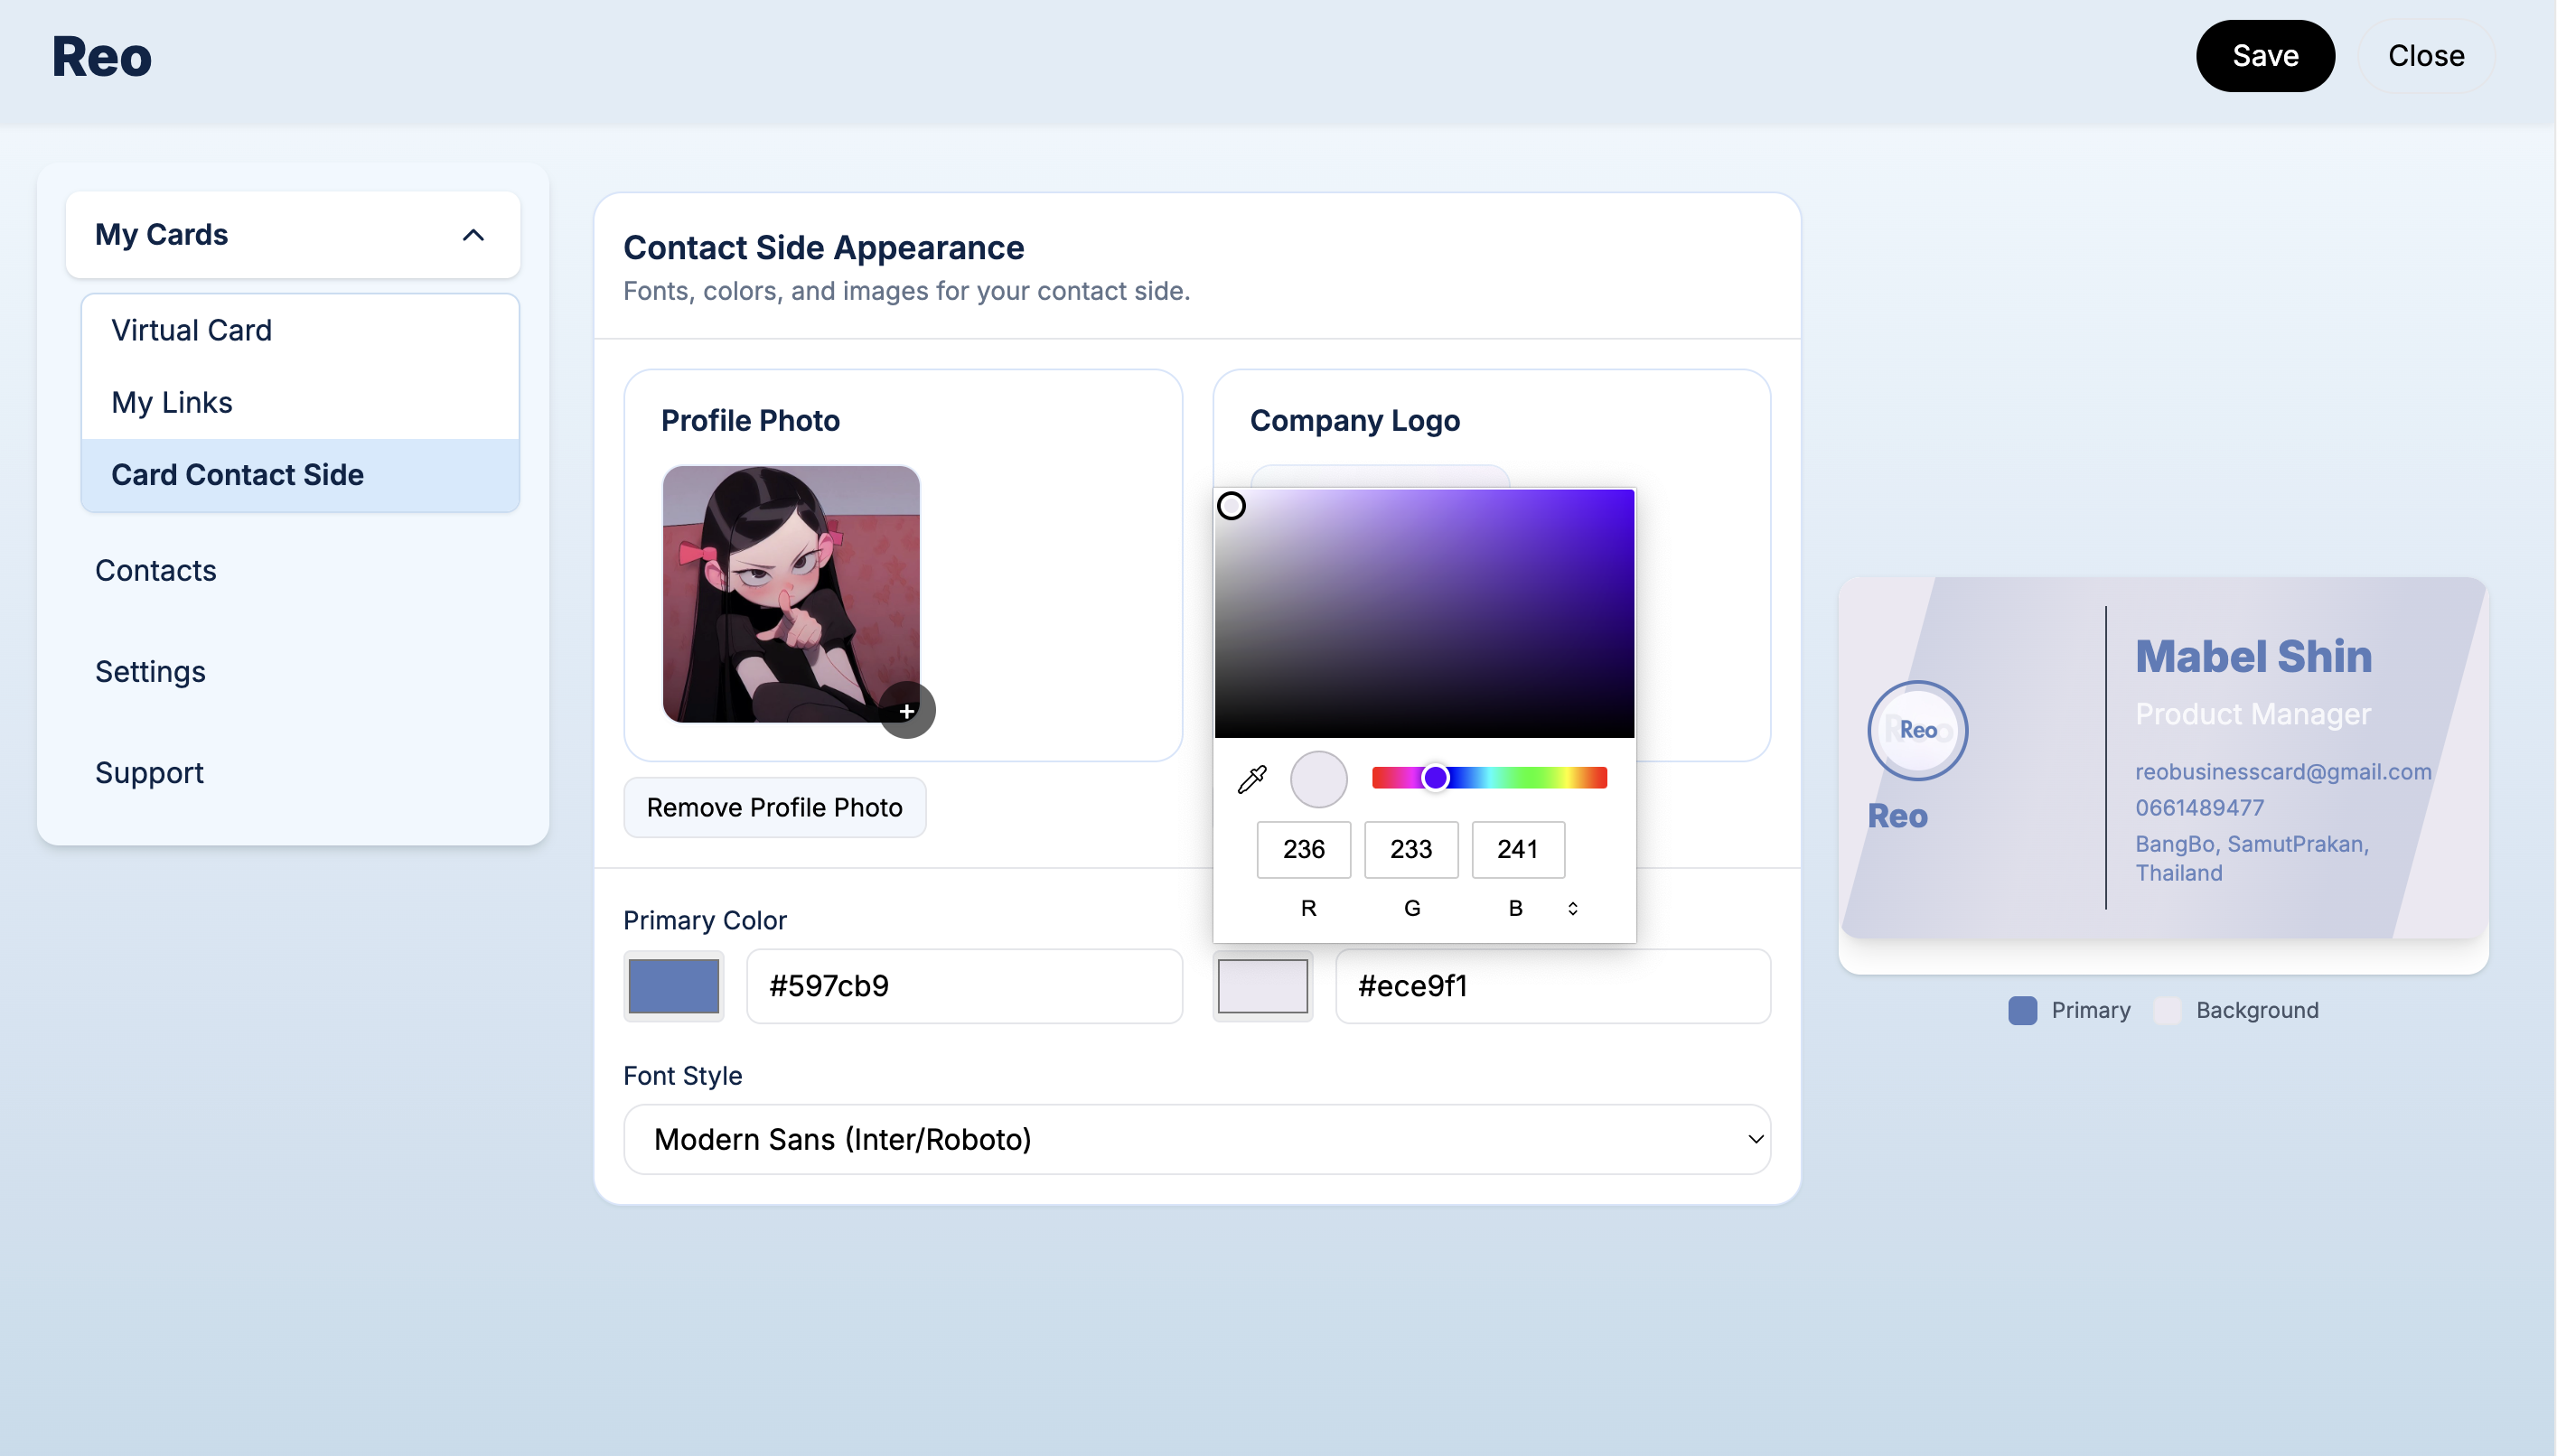 Reo
Save
Close
My Cards
Virtual Card
My Links
Card Contact Side
Contacts
Settings
Support
Contact Side Appearance
Fonts, colors, and images for your contact side.
Profile Photo
+
Remove Profile Photo
Company Logo
236
233
241
R
G
B
Primary Color
#597cb9
#ece9f1
Font Style
Modern Sans (Inter/Roboto)
Reo
Reo
Reo
Mabel Shin
Product Manager
reobusinesscard@gmail.com
0661489477
BangBo, SamutPrakan,
Thailand
Primary
Background